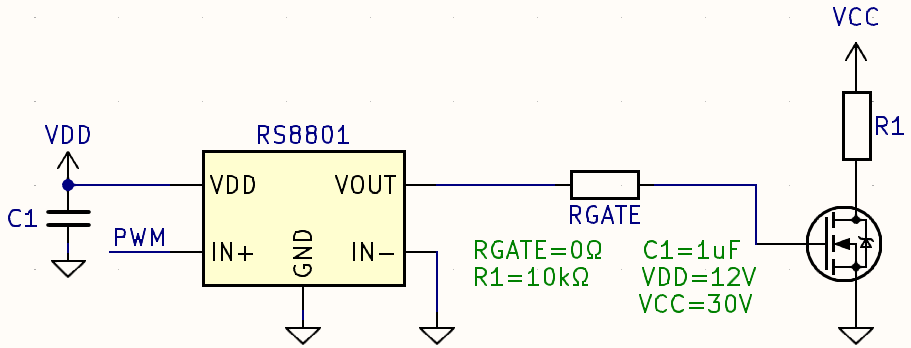 VCC
RS8801
VDD
R1
VDD
VOUT
C1
PWM
IN+
GND
IN-
RGATE
RGATE=0Ω
R1=10kΩ
C1=1uF
VDD=12V
VCC=30V